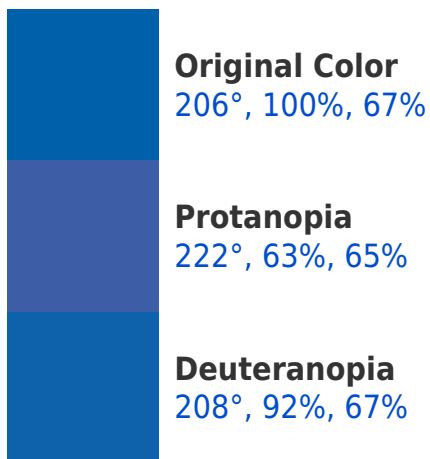 Original Color
206°, 100%, 67%
Protanopia
222°, 63%, 65%
Deuteranopia
208°, 92%, 67%